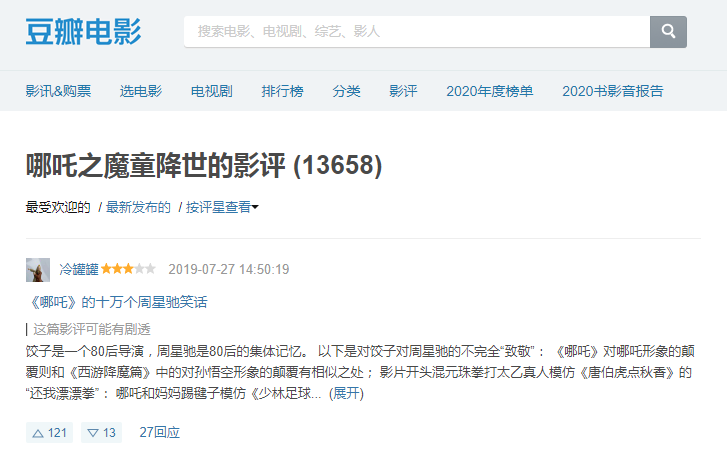 豆瓣电影
搜索电影、电视剧、综艺、影人
影讯&购票 选电影 电视剧 排行榜 分类 影评 2020年度榜单 2020书影音报告
哪吒之魔童降世的影评 (13658)
最受欢迎的 / 最新发布的 / 按评星查看
冷罐罐 2019-07-27 14:50:19
《哪吒》的十万个周星驰笑话
| 这篇影评可能有剧透
饺子是一个80后导演，周星驰是80后的集体记忆。 以下是对饺子对周星驰的不完全“致敬”： 《哪吒》对哪吒形象的颠
覆则和《西游降魔篇》中的对孙悟空形象的颠覆有相似之处； 影片开头混元珠拳打太乙真人模仿《唐伯虎点秋香》的
“还我漂漂拳”： 哪吒和妈妈踢毽子模仿《少林足球... (展开)
121 13 27回应